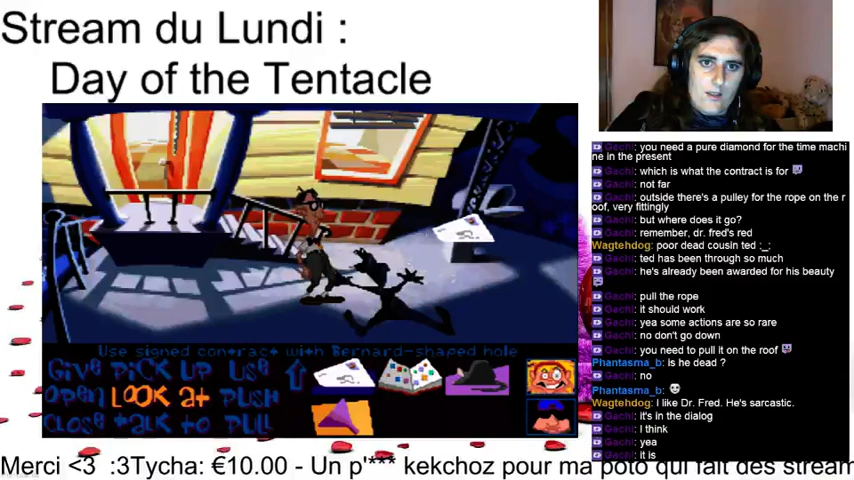 Stream du Lundi :
Day of the Tentacle
Use signed contract with Bernard-shaped hole
Give Pick up Use
Open Look at Push
Close talk to Pull
Gachi: you need a pure diamond for the time machi
ne in the present
Gachi: which is what the contract is for
Gachi: not far
Gachi: outside there's a pulley for the rope on the r
oof, very fittingly
Gachi: but where does it go?
Gachi: remember, dr. fred's red
Wagtehdog: poor dead cousin ted :_:
Gachi: ted has been through so much
Gachi: he's already been awarded for his beauty
Gachi: pull the rope
Gachi: it should work
Gachi: yea some actions are so rare
Gachi: no don't go down
Gachi: you need to pull it on the roof
Phantasma_b: is he dead ?
Gachi: no
Phantasma_b:
Wagtehdog: i like Dr. Fred. He's sarcastic.
Gachi: it's in the dialog
Gachi: I think
Gachi: yea
Gachi: it is
Merci <3 :3Tycha: €10.00 - Un p'*** kekchoz pour ma poto qui fait des stream